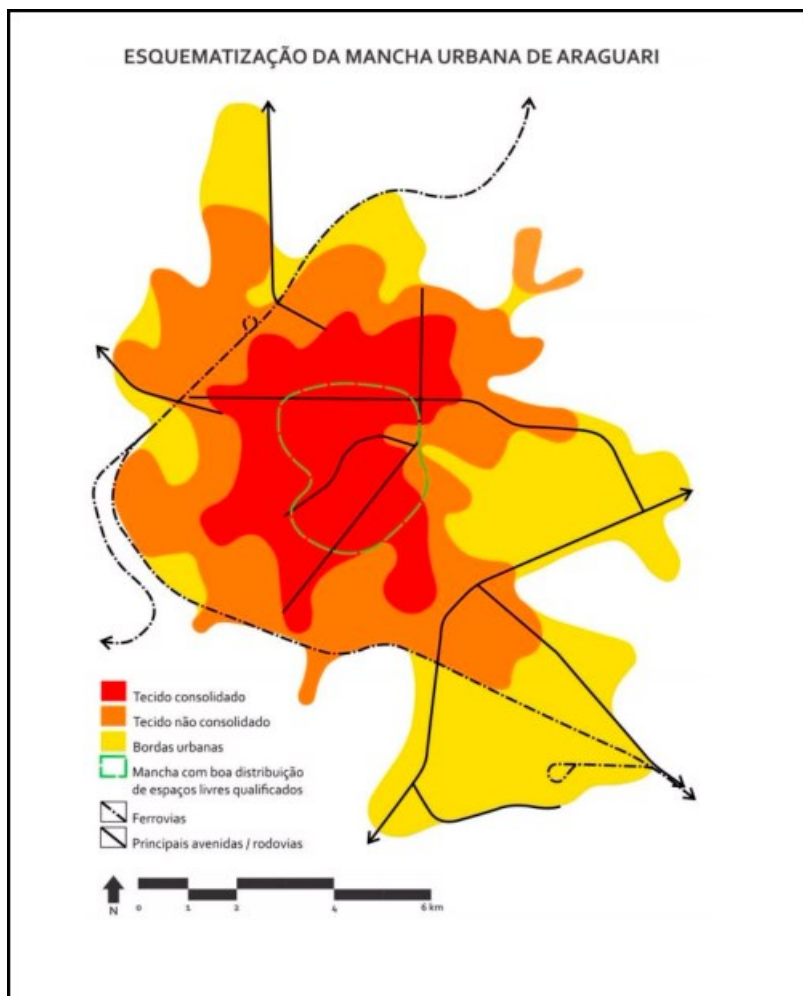 ESQUEMATIZAÇÃO DA MANCHA URBANA DE ARAGUARI
Tecido consolidado
Tecido não consolidado
Bordas urbanas
Mancha com boa distribuição
de espaços livres qualificados
Ferrovias
Principais avenidas / rodovias
N
0 1 2 4 6 km